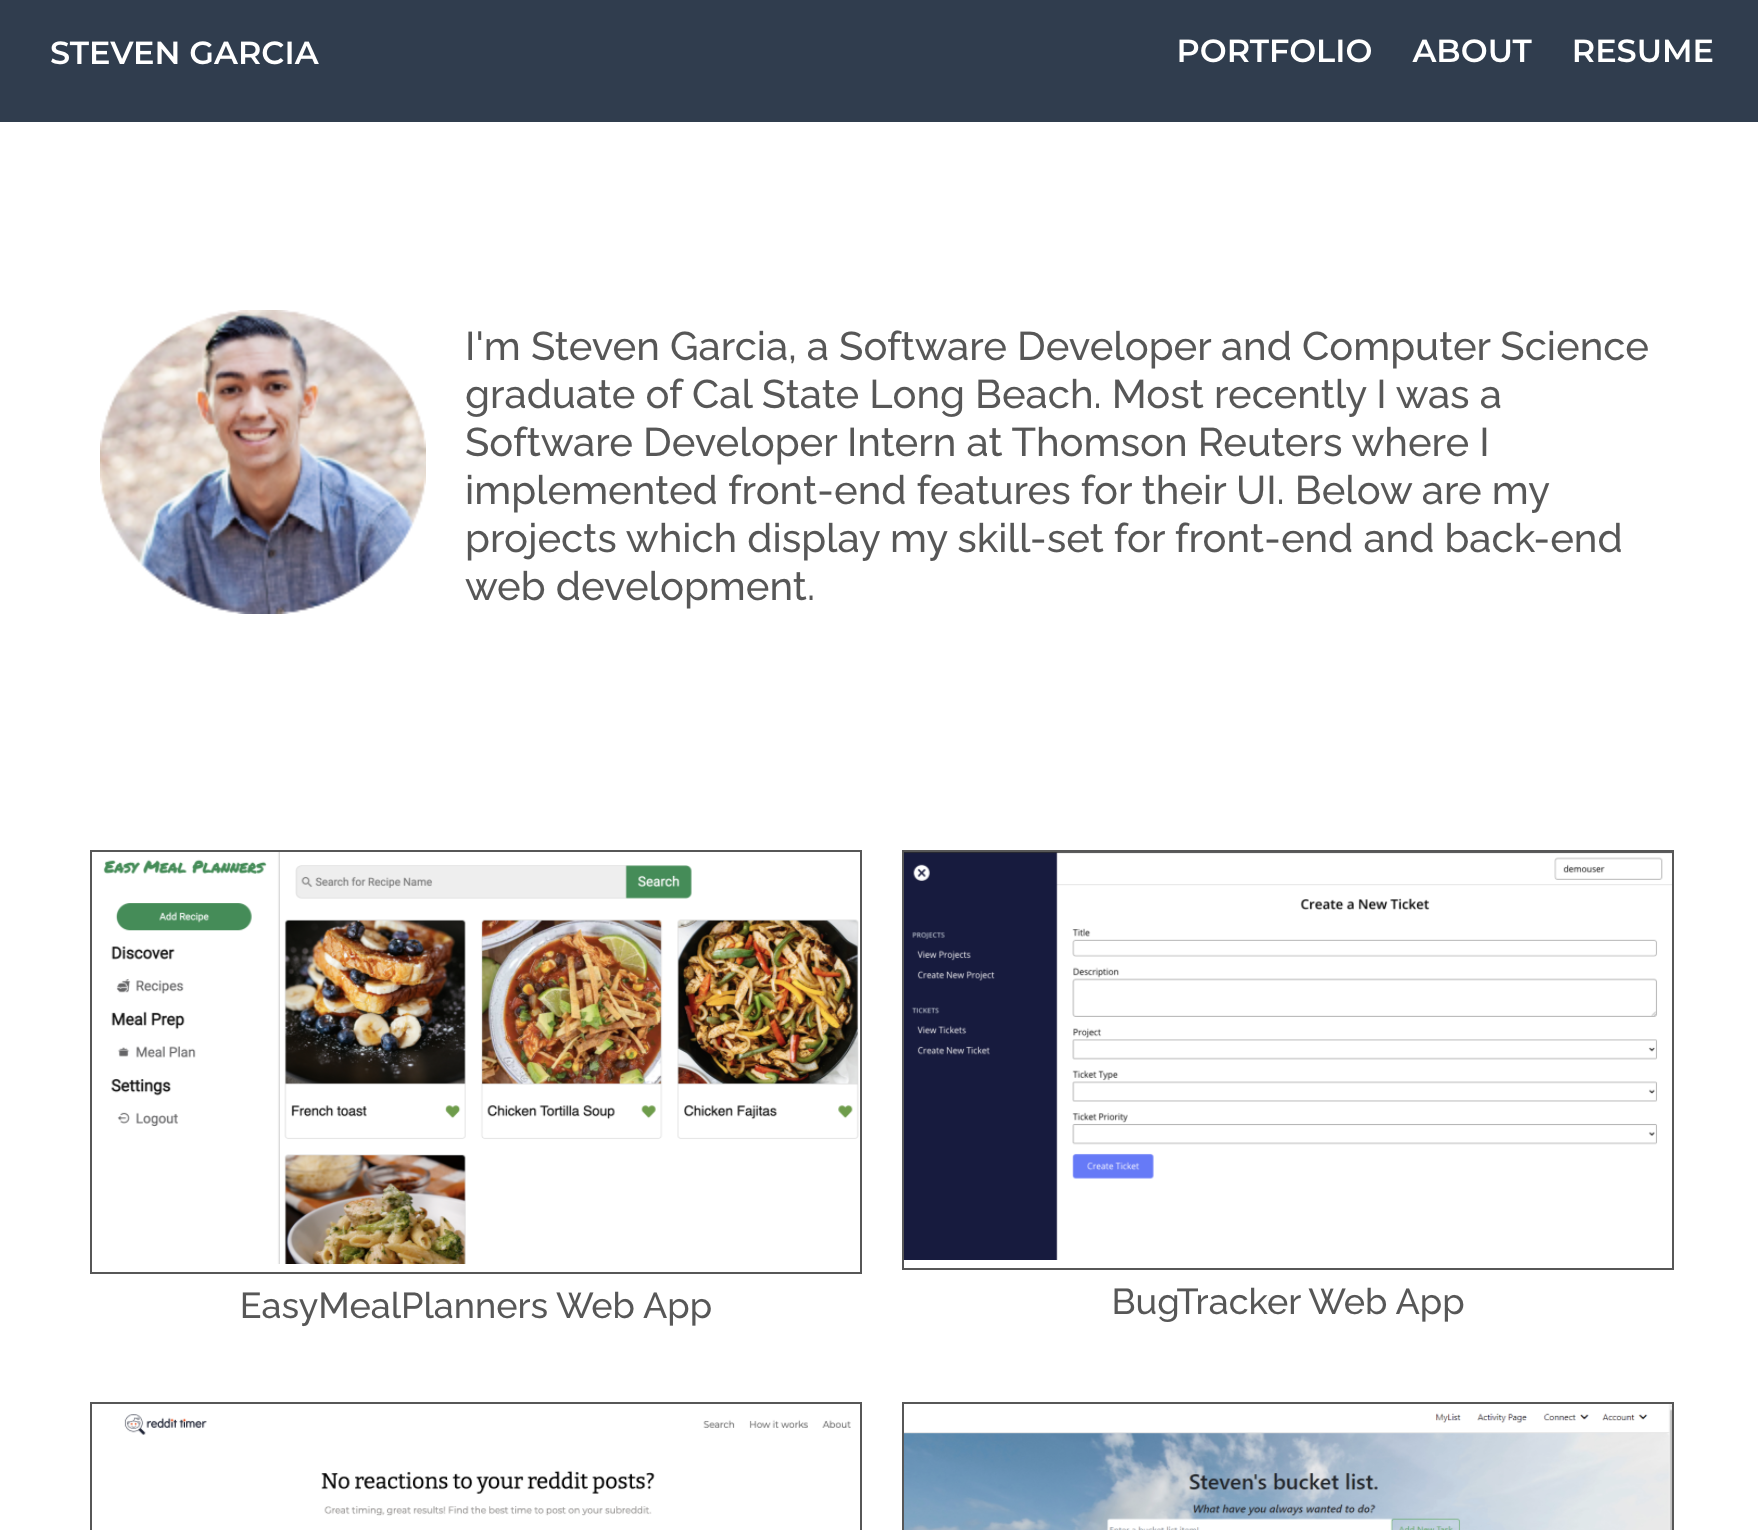 STEVEN GARCIA
PORTFOLIO ABOUT RESUME
I'm Steven Garcia, a Software Developer and Computer Science
graduate of Cal State Long Beach. Most recently I was a
Software Developer Intern at Thomson Reuters where I
implemented front-end features for their UI. Below are my
projects which display my skill-set for front-end and back-end
web development.
EASY MEAL PLANNERS
Add Recipe
Discover
Recipes
Meal Prep
Meal Plan
Settings
Logout
Search for Recipe Name
Search
French toast
Chicken Tortilla Soup
Chicken Fajitas
EasyMealPlanners Web App
PROJECTS
View Projects
Create New Project
TICKETS
View Tickets
Create New Ticket
demouser
Create a New Ticket
Title
Description
Project
Ticket Type
Ticket Priority
Create Ticket
BugTracker Web App
reddit timer
Search How it works About
No reactions to your reddit posts?
Great timing, great results! Find the best time to post on your subreddit.
MyList Activity Page Connect Account
Steven's bucket list.
What have you always wanted to do?
Enter a bucket list item!
Add New Task